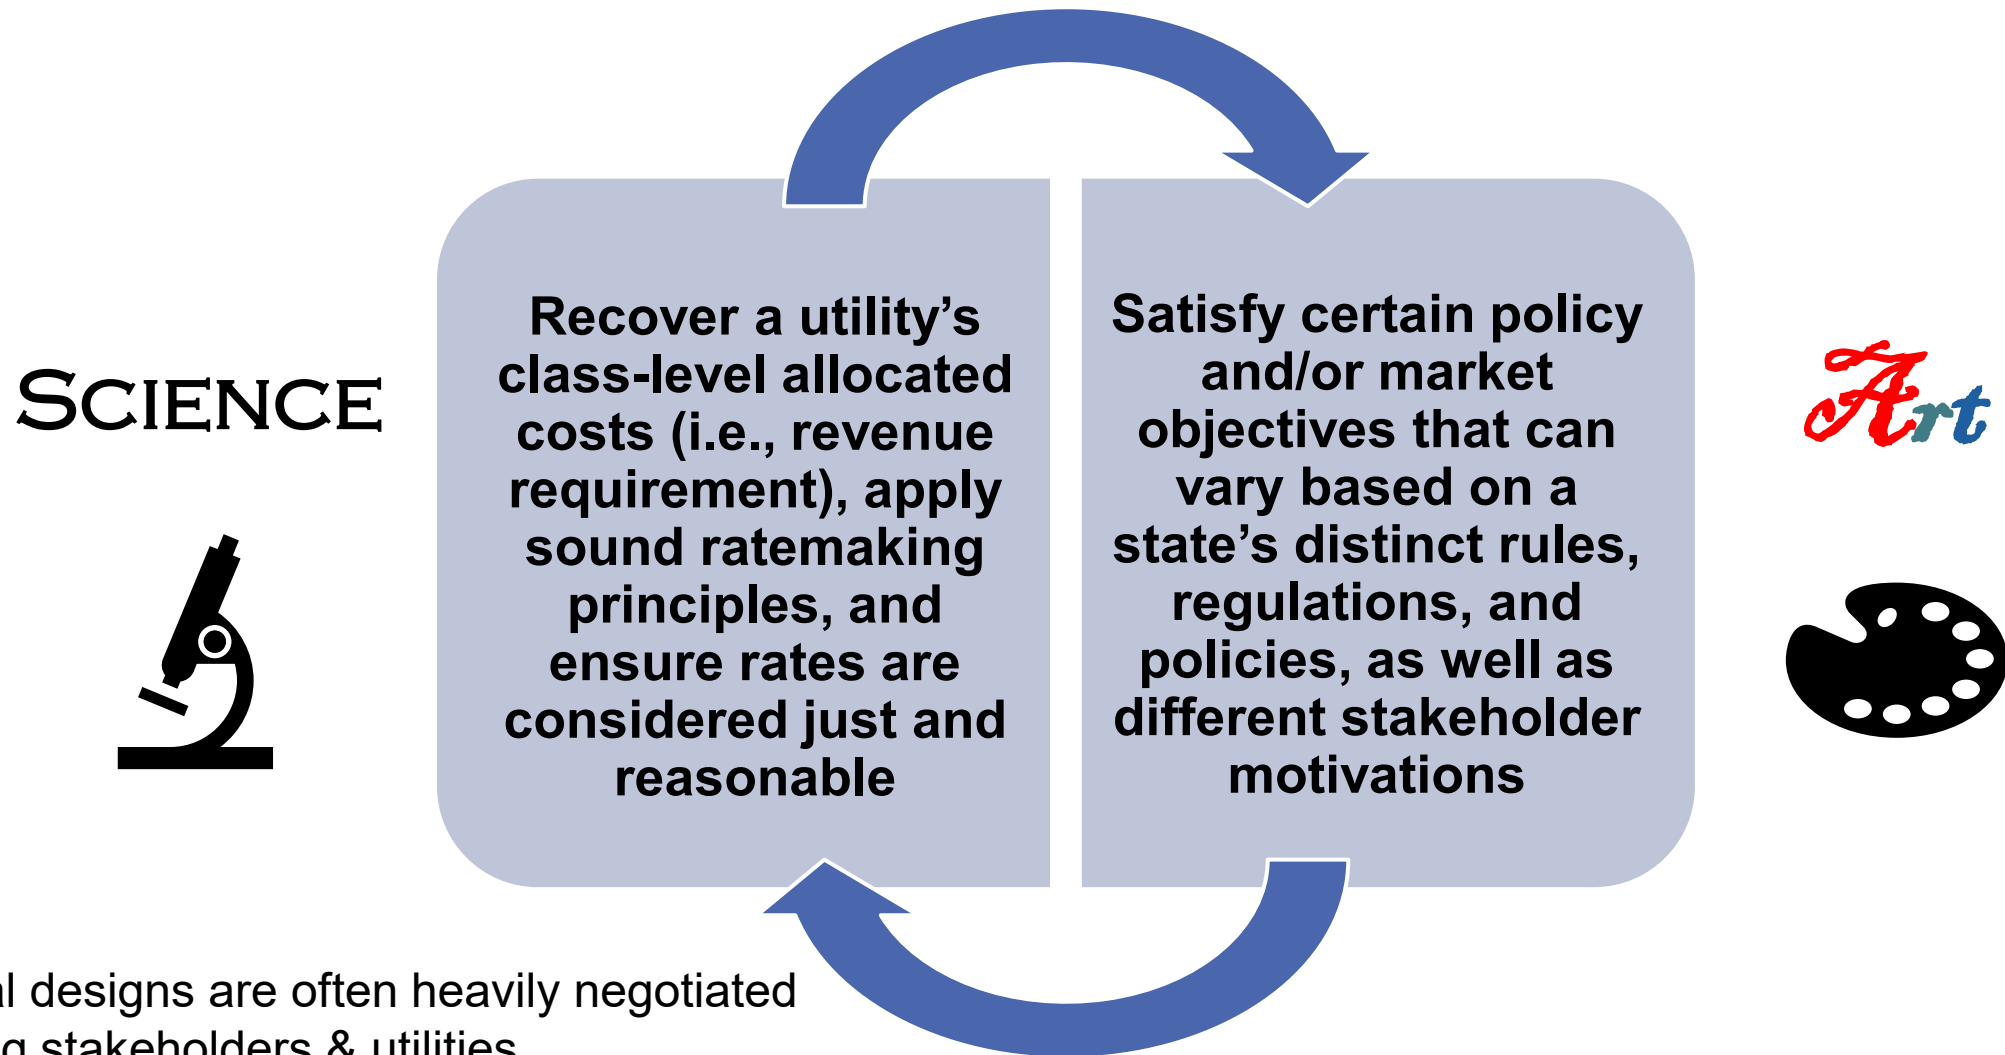 SCIENCE
Recover a utility’s
class-level allocated
costs (i.e., revenue
requirement), apply
sound ratemaking
principles, and
ensure rates are
considered just and
reasonable
Satisfy certain policy
and/or market
objectives that can
vary based on a
state’s distinct rules,
regulations, and
policies, as well as
different stakeholder
motivations
Art
designs are often heavily negotiated
stakeholders & utilities